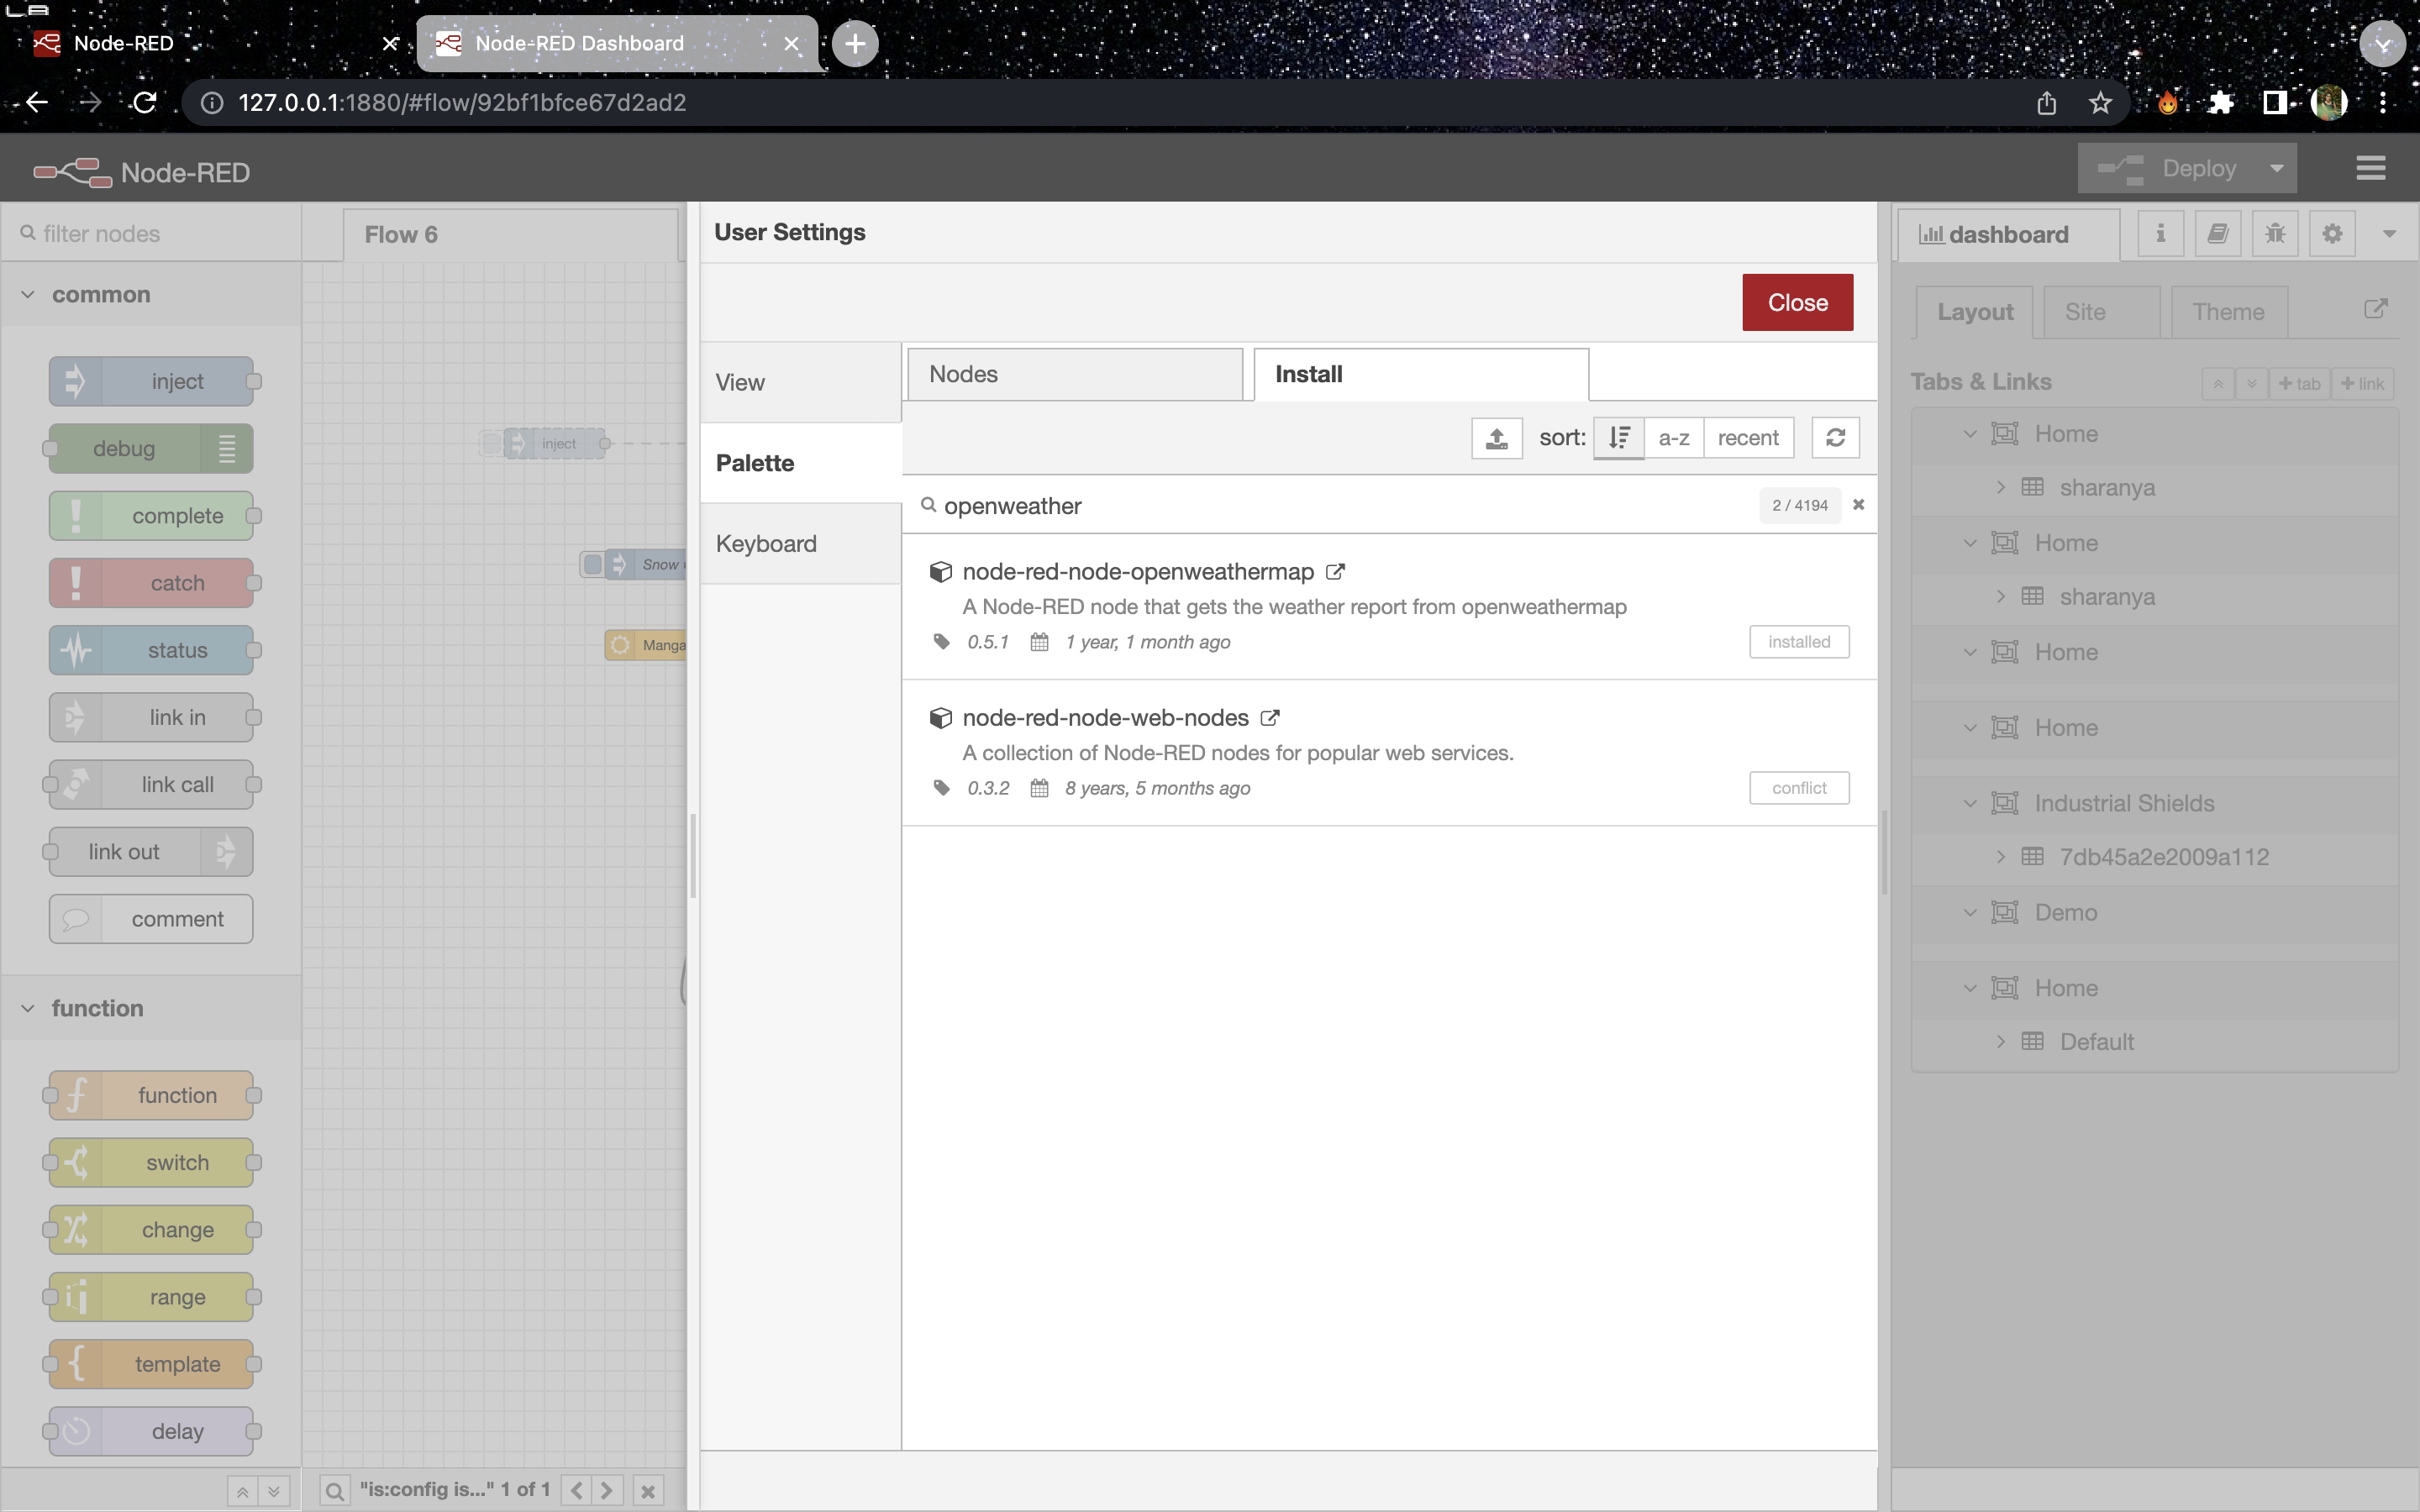 Node-RED
Node-RED Dashboard
127.0.0.1:1880/#flow/92bf1bfce67d2ad2
Node-RED
Deploy
filter nodes
common
inject
debug
complete
catch
status
link in
link call
link out
comment
function
function
switch
change
range
template
delay
Flow 6
inject
Snow
Manga
"is:config is..." 1 of 1
User Settings
Close
View
Palette
Keyboard
Nodes
Install
sort:
a-z
recent
openweather
2 / 4194
node-red-node-openweathermap
A Node-RED node that gets the weather report from openweathermap
0.5.1
1 year, 1 month ago
installed
node-red-node-web-nodes
A collection of Node-RED nodes for popular web services.
0.3.2
8 years, 5 months ago
conflict
dashboard
Layout
Site
Theme
Tabs & Links
+ tab
+ link
Home
sharanya
Home
sharanya
Home
Home
Industrial Shields
7db45a2e2009a112
Demo
Home
Default